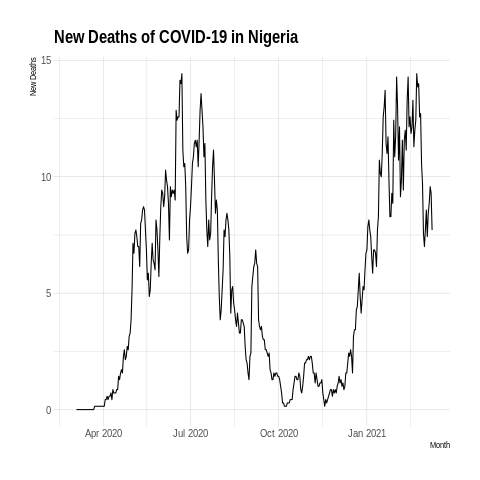 New Deaths of COVID-19 in Nigeria
New Deaths
15
10
5
0
Apr 2020
Jul 2020
Oct 2020
Jan 2021
Month